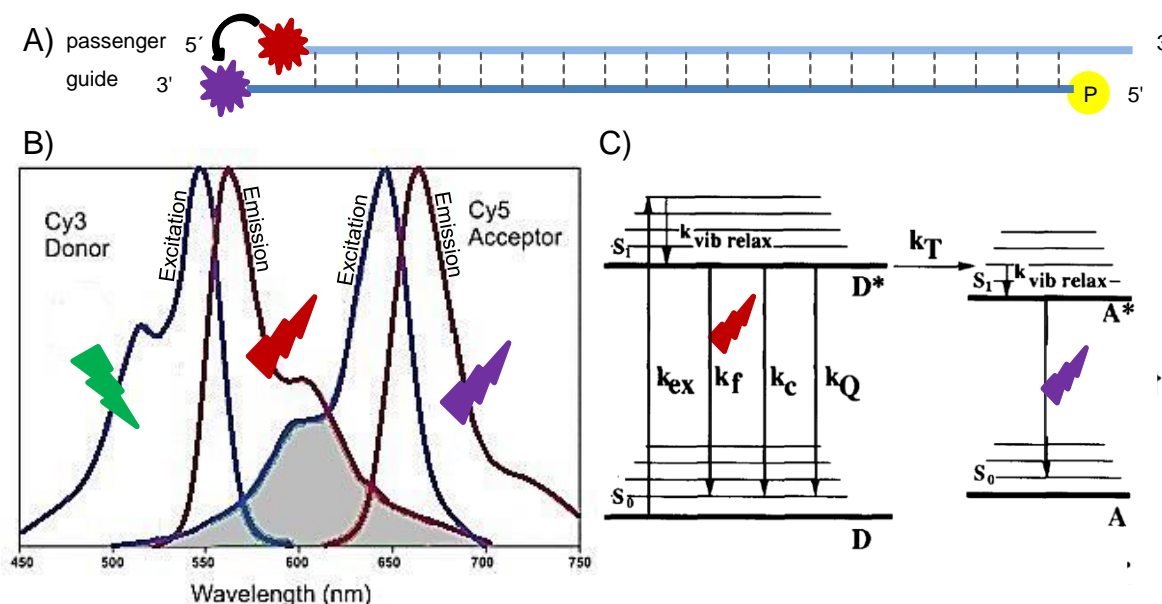 A)
passenger 5´
guide 3'
3
P
5'
B)
Cy3
Donor
Excitation
Emission
Excitation
Emission
Cy5
Acceptor
450 500 550 600 650 700 750
Wavelength (nm)
C)
S1
k vib relax
D*
kT
S1
k vib relax
A*
kex
kf
kc
kQ
S0
D
S0
A